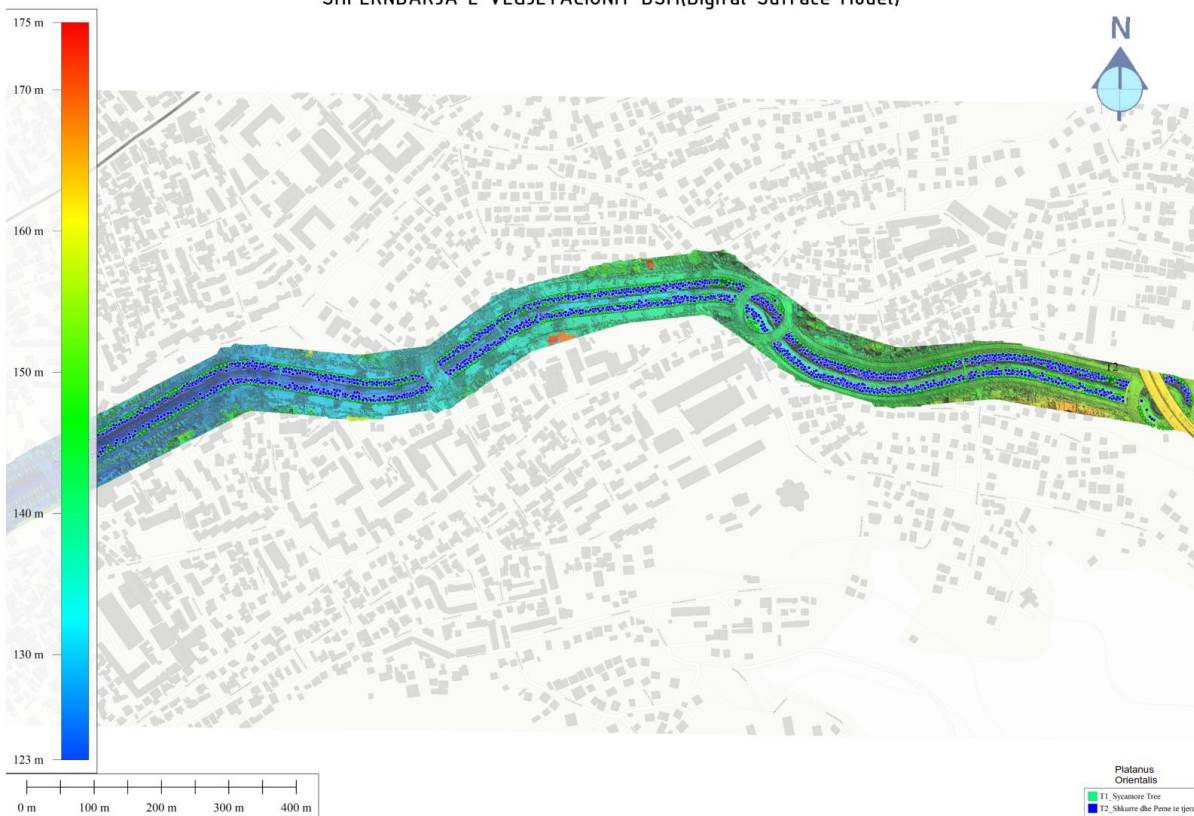 SHPERNDARJA E VEGJETACIONIT DSM(Digital Surface Model)
175 m
N
170 m
160 m
150 m
T2
140 m
130 m
123 m
0 m 100 m 200 m 300 m 400 m
Platanus
Orientalis
T1_Sycamore Tree
T2_Shkurre dhe Peme te tjera